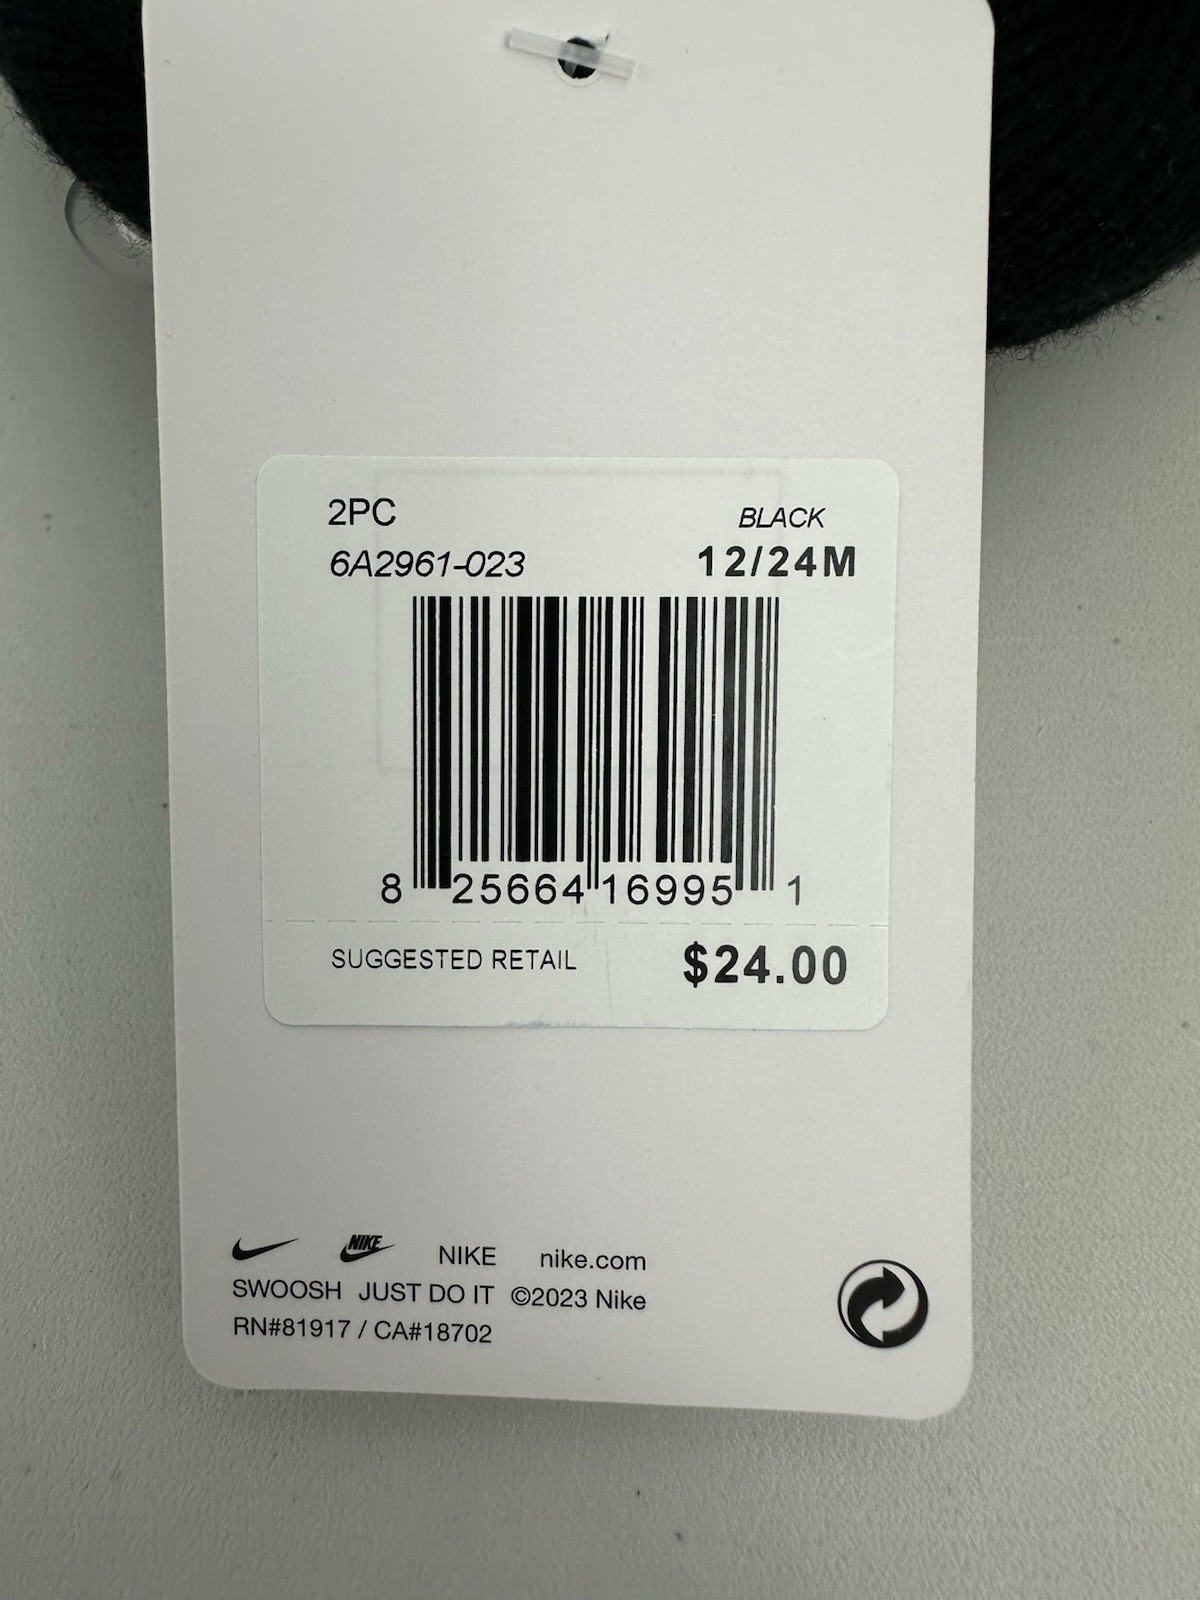 2PC BLACK
6A2961-023 12/24M
8 25664 16995 1
SUGGESTED RETAIL $24.00
NIKE NIKE nike.com
SWOOSH JUST DO IT ©2023 Nike
RN#81917 / CA#18702